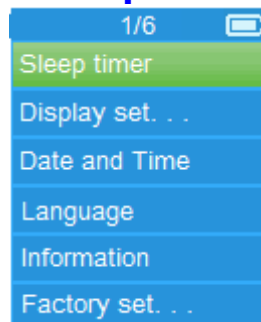 1/6
Sleep timer
Display set. . .
Date and Time
Language
Information
Factory set. . .